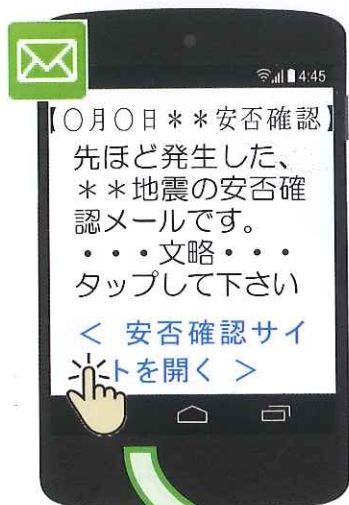 4:45
【〇月〇日＊＊安否確認】
先ほど発生した、
＊＊地震の安否確
認メールです。
・・・文略・・・
タップして下さい
＜ 安否確認サイ
トを開く ＞